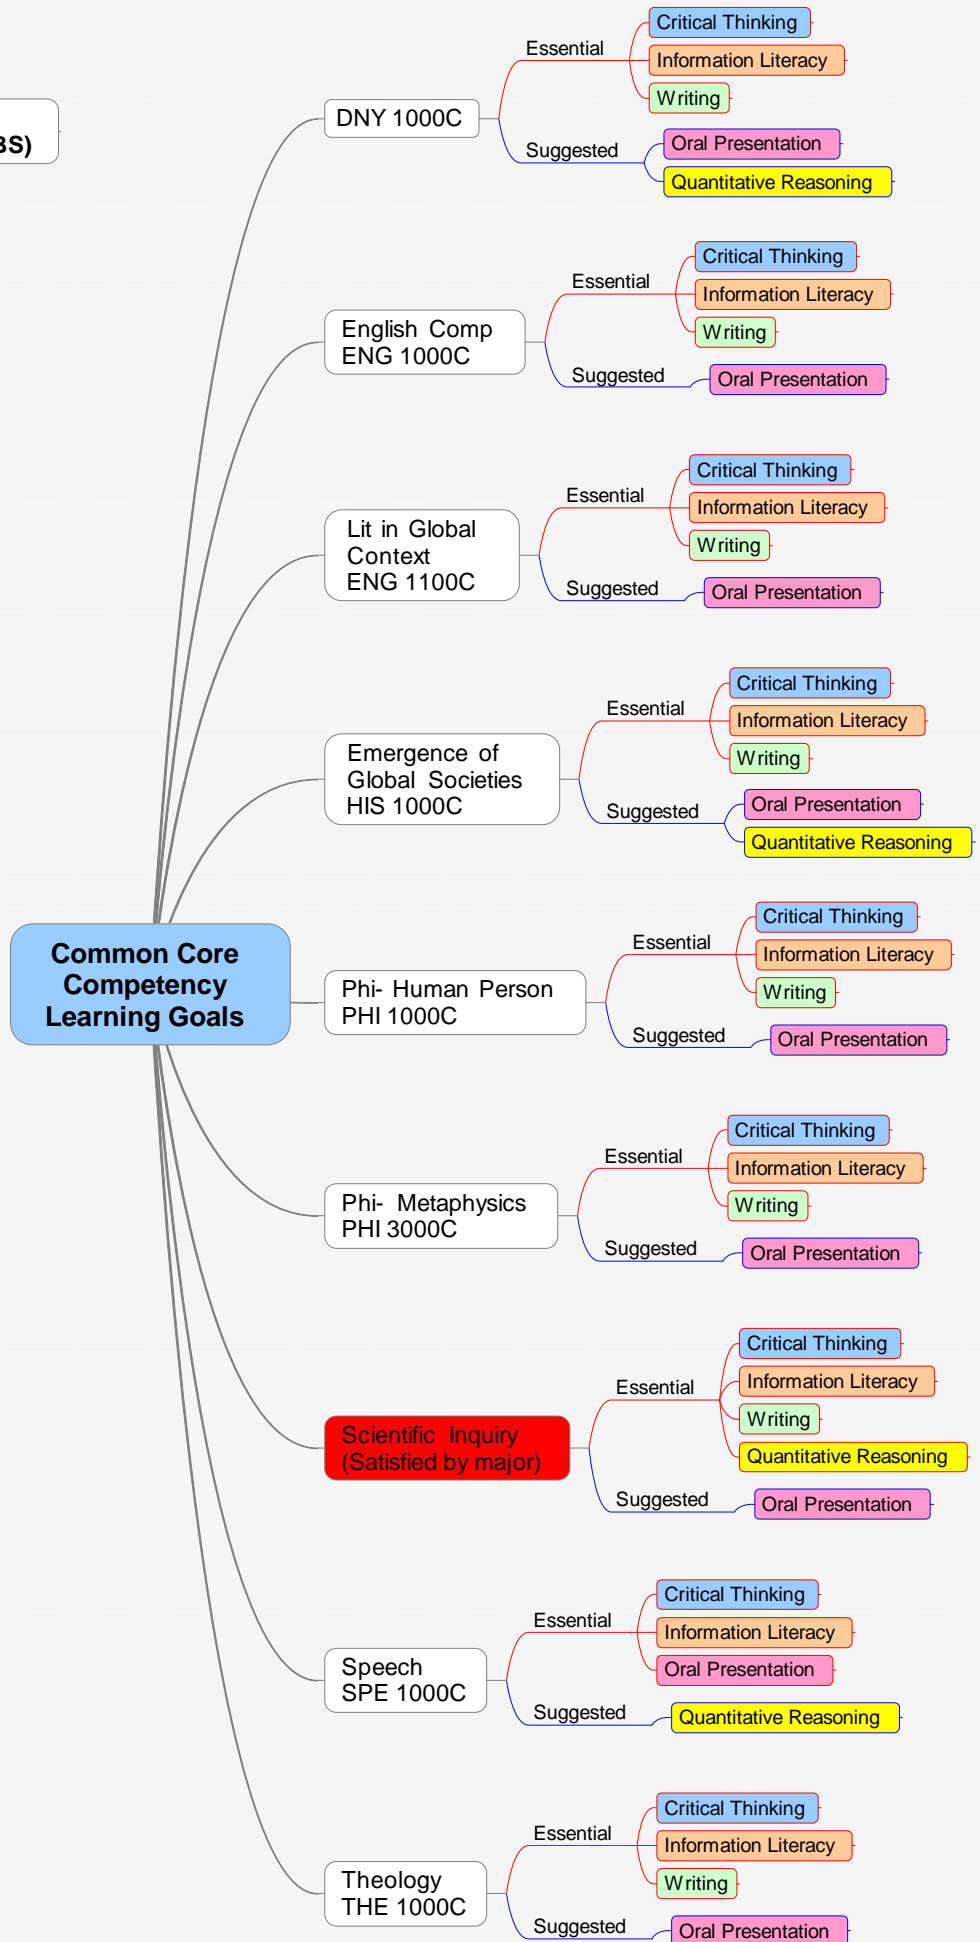 BS)
Common Core
Competency
Learning Goals
DNY 1000C
Essential
Critical Thinking
Information Literacy
Writing
Suggested
Oral Presentation
Quantitative Reasoning
English Comp
ENG 1000C
Essential
Critical Thinking
Information Literacy
Writing
Suggested
Oral Presentation
Lit in Global
Context
ENG 1100C
Essential
Critical Thinking
Information Literacy
Writing
Suggested
Oral Presentation
Emergence of
Global Societies
HIS 1000C
Essential
Critical Thinking
Information Literacy
Writing
Suggested
Oral Presentation
Quantitative Reasoning
Phi- Human Person
PHI 1000C
Essential
Critical Thinking
Information Literacy
Writing
Suggested
Oral Presentation
Phi- Metaphysics
PHI 3000C
Essential
Critical Thinking
Information Literacy
Writing
Suggested
Oral Presentation
Scientific Inquiry
(Satisfied by major)
Essential
Critical Thinking
Information Literacy
Writing
Quantitative Reasoning
Suggested
Oral Presentation
Speech
SPE 1000C
Essential
Critical Thinking
Information Literacy
Oral Presentation
Suggested
Quantitative Reasoning
Theology
THE 1000C
Essential
Critical Thinking
Information Literacy
Writing
Suggested
Oral Presentation